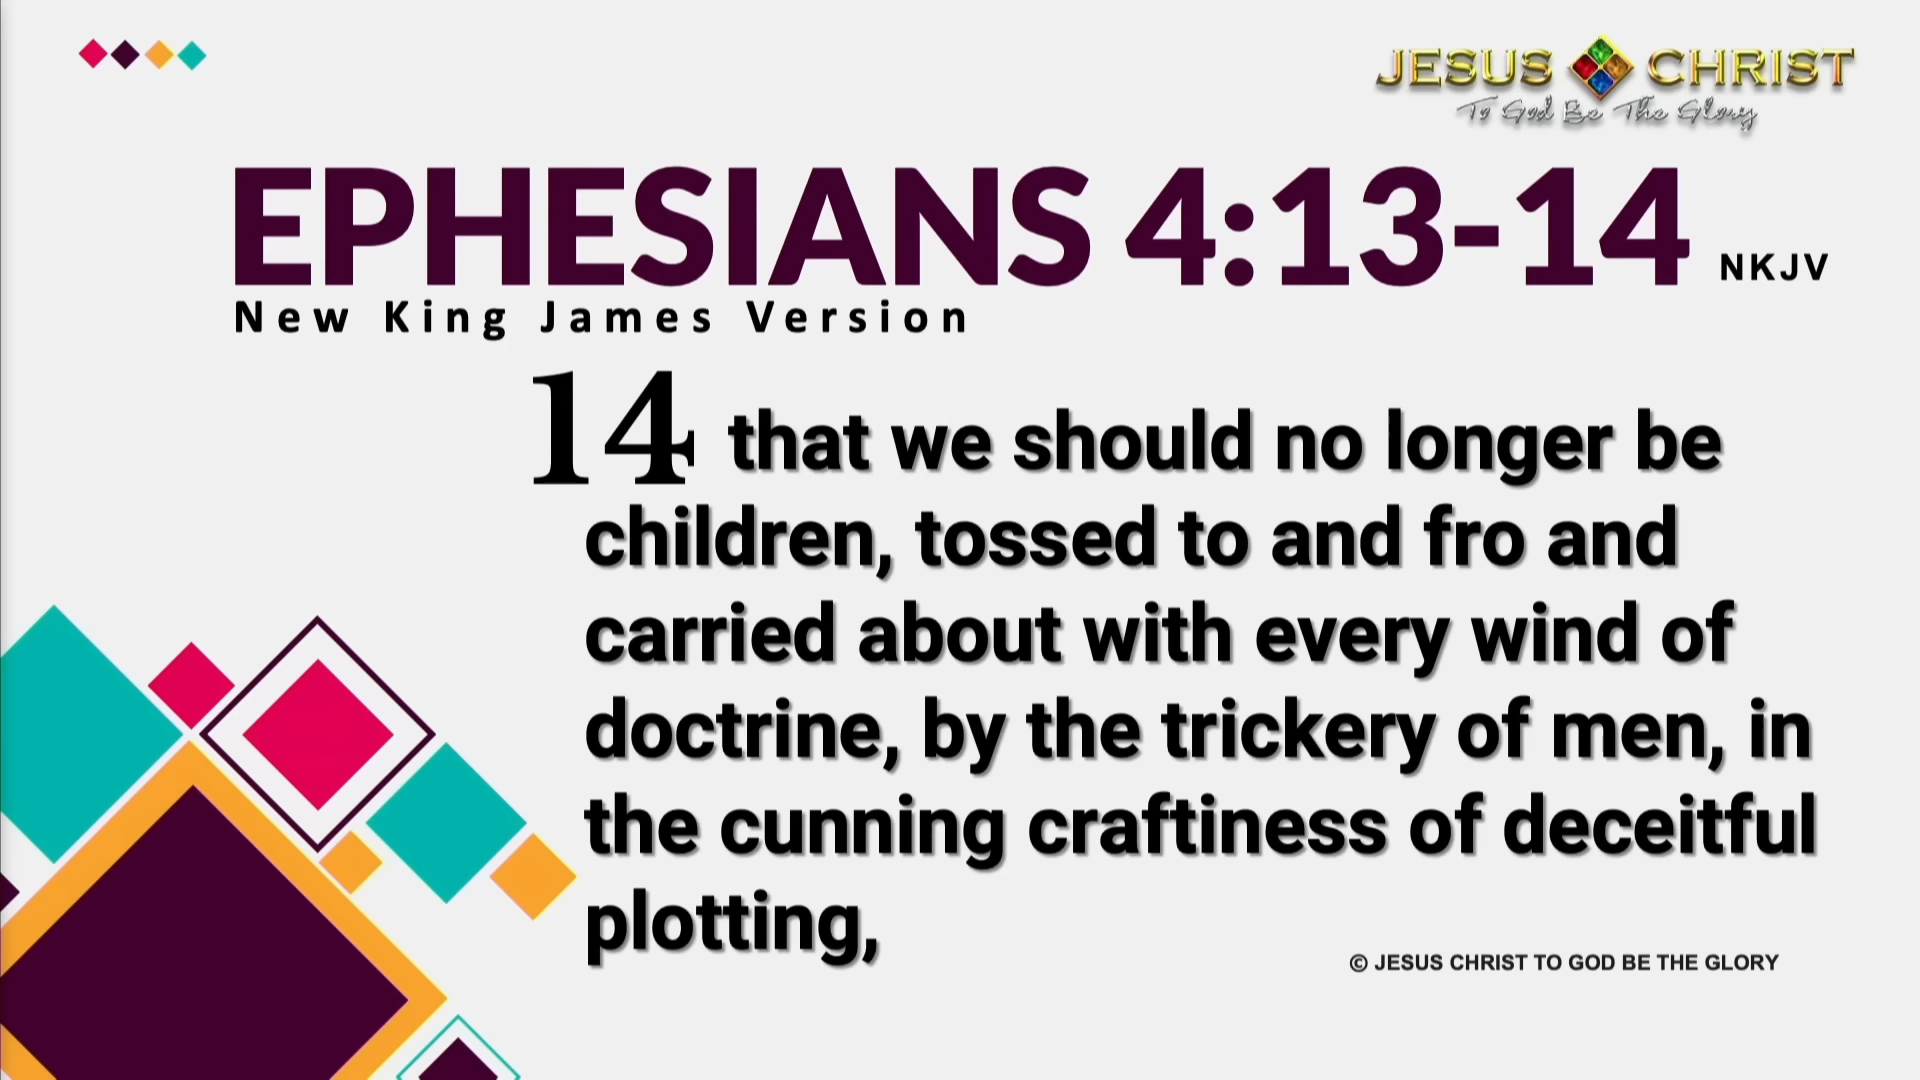 JESUS CHRIST
To God Be The Glory
EPHESIANS 4:13-14 NKJV
New King James Version
14 that we should no longer be
children, tossed to and fro and
carried about with every wind of
doctrine, by the trickery of men, in
the cunning craftiness of deceitful
plotting,
© JESUS CHRIST TO GOD BE THE GLORY